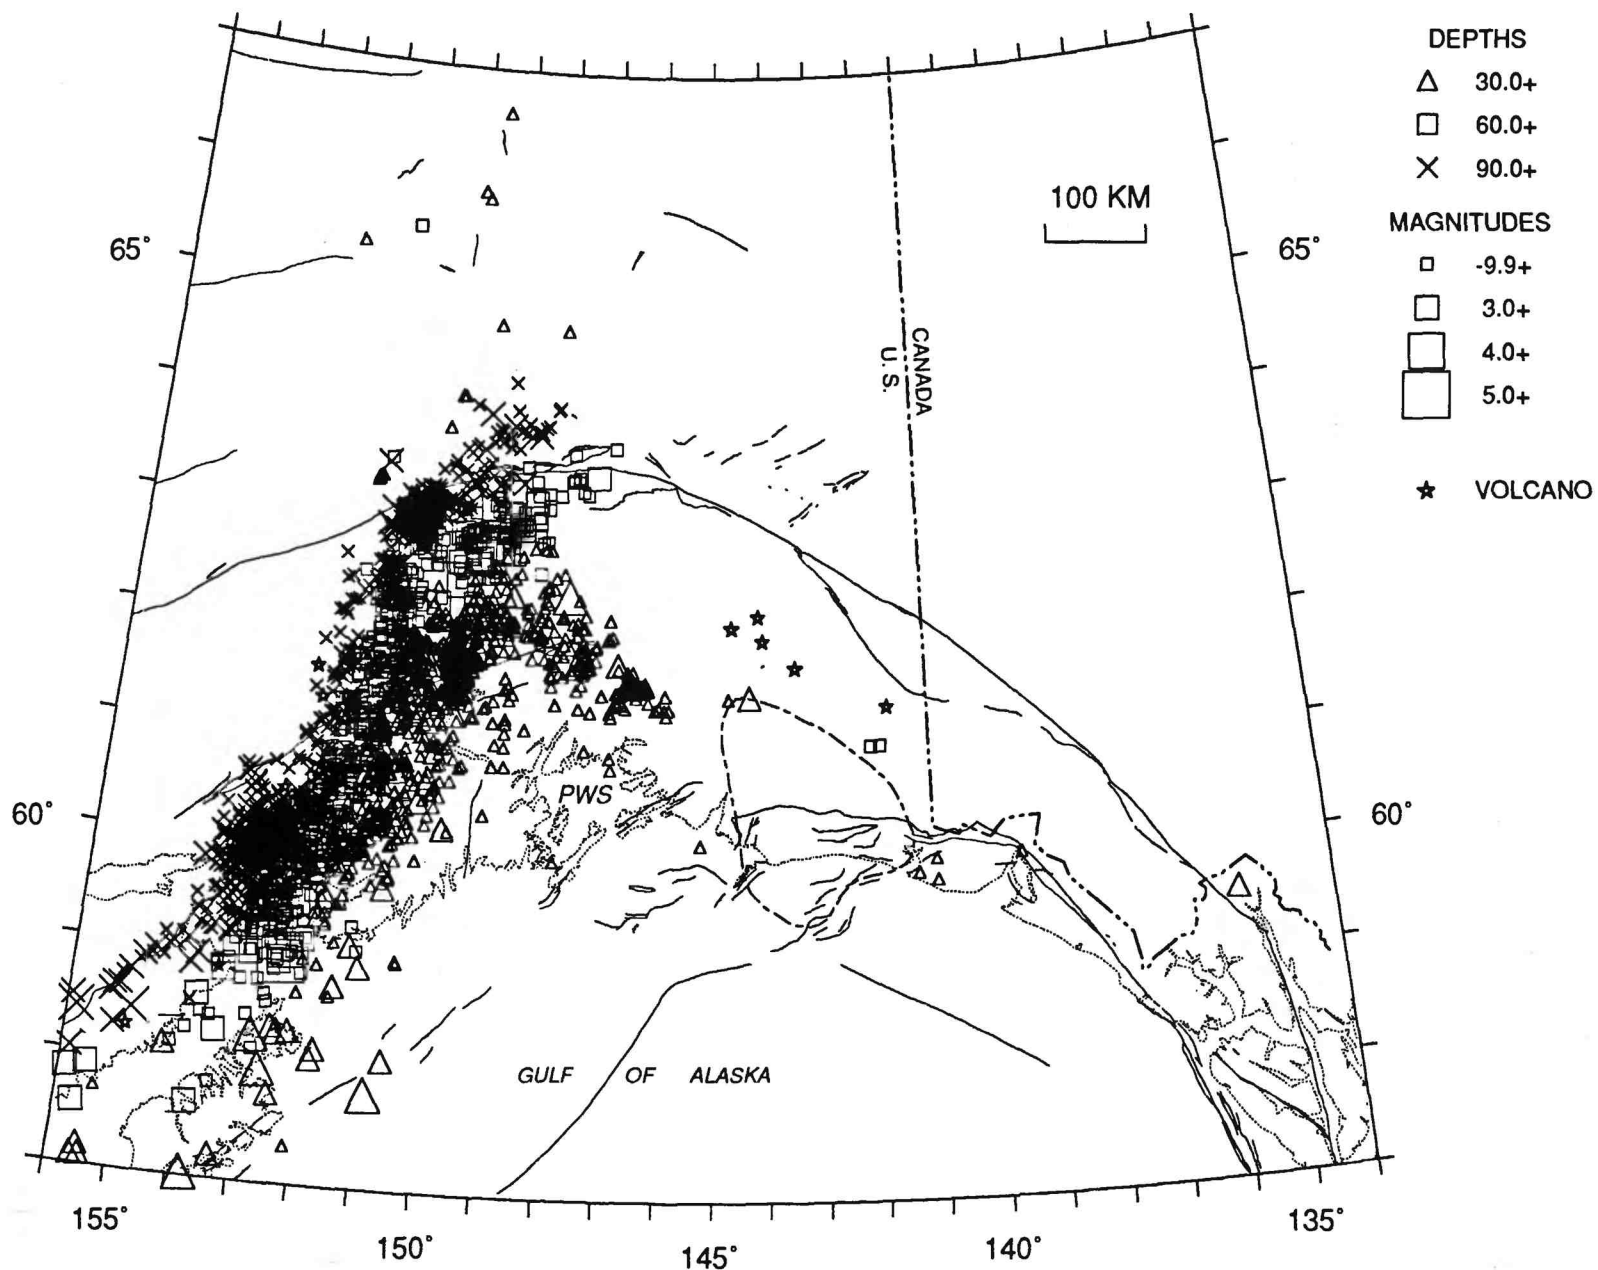 DEPTHS
30.0+
60.0+
90.0+
MAGNITUDES
-9.9+
3.0+
4.0+
5.0+
VOLCANO
100 KM
65°
65°
CANADA
U.S.
PWS
60°
60°
GULF OF ALASKA
155°
150°
145°
140°
135°